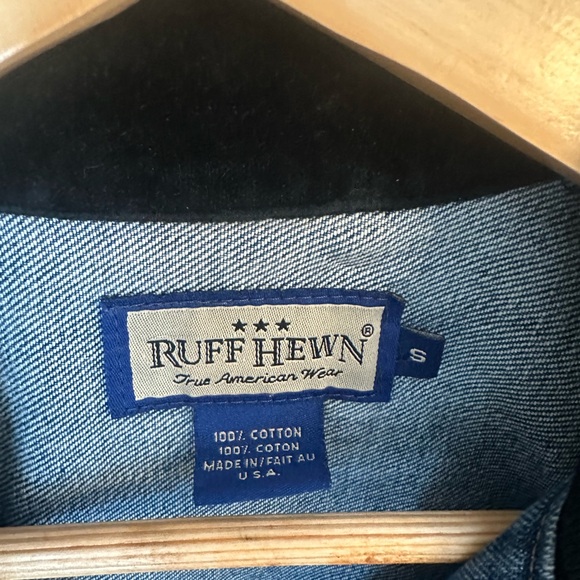 ★★★
RUFF HEWN®
True American Wear
S
100% COTTON
100% COTON
MADE IN/FAIT AU
U S.A.